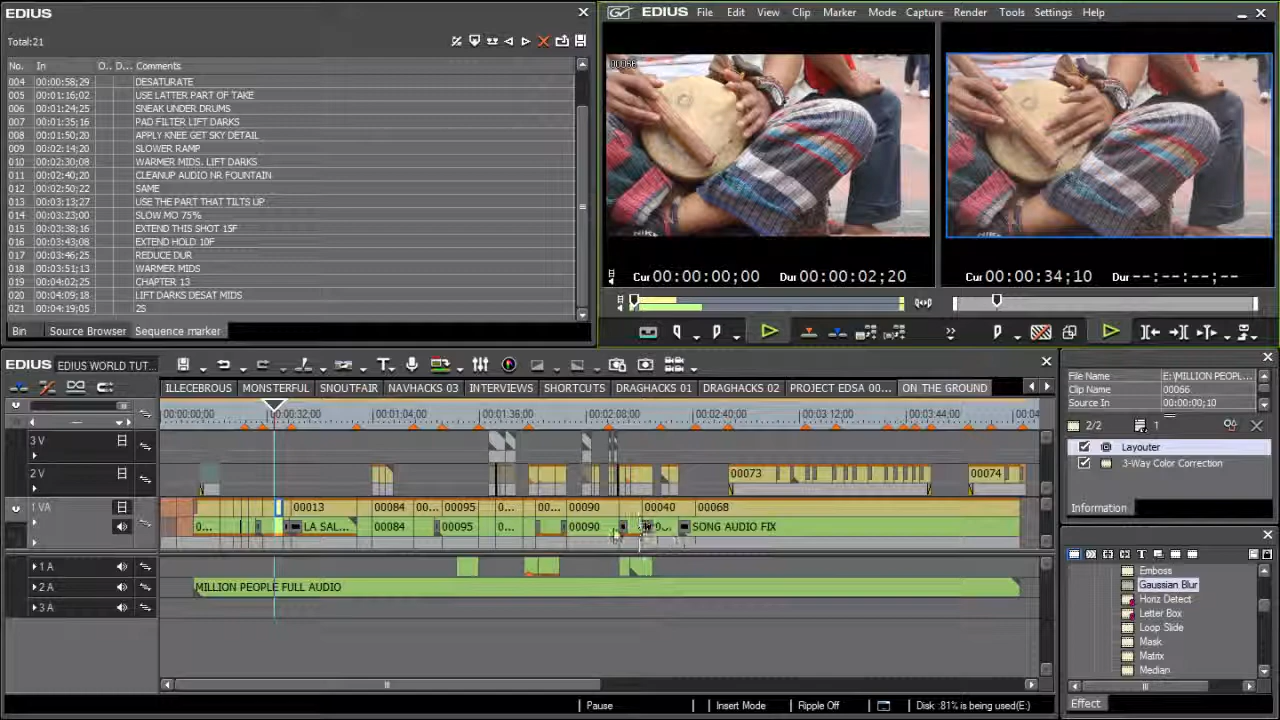 EDIUS
Total:21
No. In O.. D... Comments
004 00:00:58;29 DESATURATE
005 00:01:16;02 USE LATTER PART OF TAKE
006 00:01:24;25 SNEAK UNDER DRUMS
007 00:01:35;16 PAD FILTER LIFT DARKS
008 00:01:50;20 APPLY KNEE GET SKY DETAIL
009 00:02:14;20 SLOWER RAMP
010 00:02:30;08 WARMER MIDS. LIFT DARKS
011 00:02:40;20 CLEANUP AUDIO NR FOUNTAIN
012 00:02:50;22 SAME
013 00:03:13;27 USE THE PART THAT TILTS UP
014 00:03:23;00 SLOW MO 75%
015 00:03:38;16 EXTEND THIS SHOT 15F
016 00:03:43;08 EXTEND HOLD 10F
017 00:03:46;25 REDUCE DUR
018 00:03:51;13 WARMER MIDS
019 00:04:02;25 CHAPTER 13
020 00:04:09;18 LIFT DARKS DESAT MIDS
021 00:04:19;05 2S
Bin Source Browser Sequence marker
EDIUS File Edit View Clip Marker Mode Capture Render Tools Settings Help
00066
Cur 00:00:00;00 Dur 00:00:02;20
Cur 00:00:34;10 Dur --:--:--;--
EDIUS EDIUS WORLD TUT...
ILLECEBROUS MONSTERFUL SNOUTFAIR NAVHACKS 03 INTERVIEWS SHORTCUTS DRAGHACKS 01 DRAGHACKS 02 PROJECT EDSA 00... ON THE GROUND
00:00:00;00 00:00:32;00 00:01:04;00 00:01:36;00 00:02:08;00 00:02:40;00 00:03:12;00 00:03:44;00 00:04
3 V
2 V 00073 00074
1 VA 00013 00084 00095 0... 00... 00090 00040 00068
0... LA SAL... 00084 00095 0... 00090 SONG AUDIO FIX
1 A
2 A MILLION PEOPLE FULL AUDIO
3 A
Pause Insert Mode Ripple Off Disk :81% is being used(E:)
File Name E:\MILLION PEOPL...
Clip Name 00066
Source In 00:00:00;10
2/2 1
Layouter
3-Way Color Correction
Information
Emboss
Gaussian Blur
Horiz Detect
Letter Box
Loop Slide
Mask
Matrix
Median
Effect